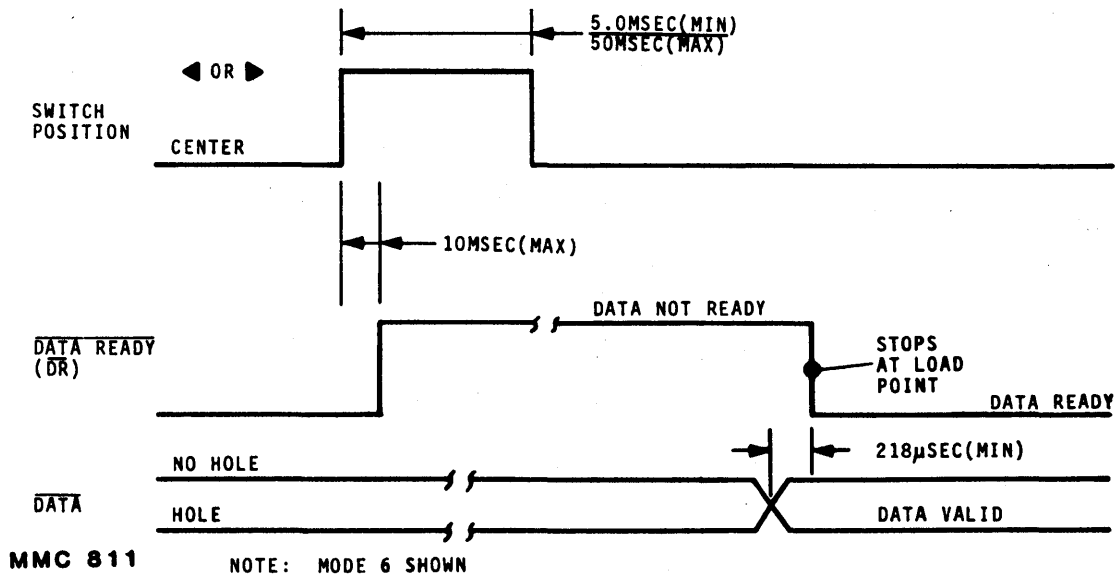 5.0MSEC(MIN)
50MSEC(MAX)
◀ OR ▶
SWITCH
POSITION
CENTER
10MSEC(MAX)
DATA NOT READY
DATA READY
(DR)
STOPS
AT LOAD
POINT
DATA READY
NO HOLE
218μSEC(MIN)
DATA
HOLE
DATA VALID
MMC 811
NOTE: MODE 6 SHOWN